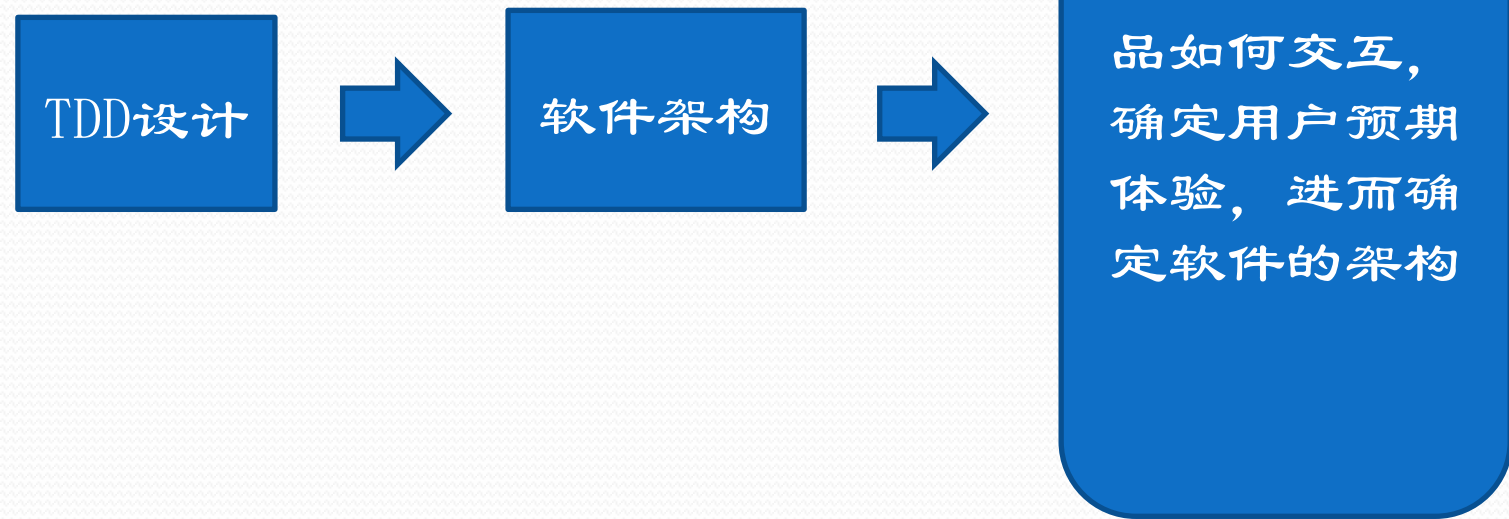 TDD设计
软件架构
品如何交互，
确定用户预期
体验，进而确
定软件的架构